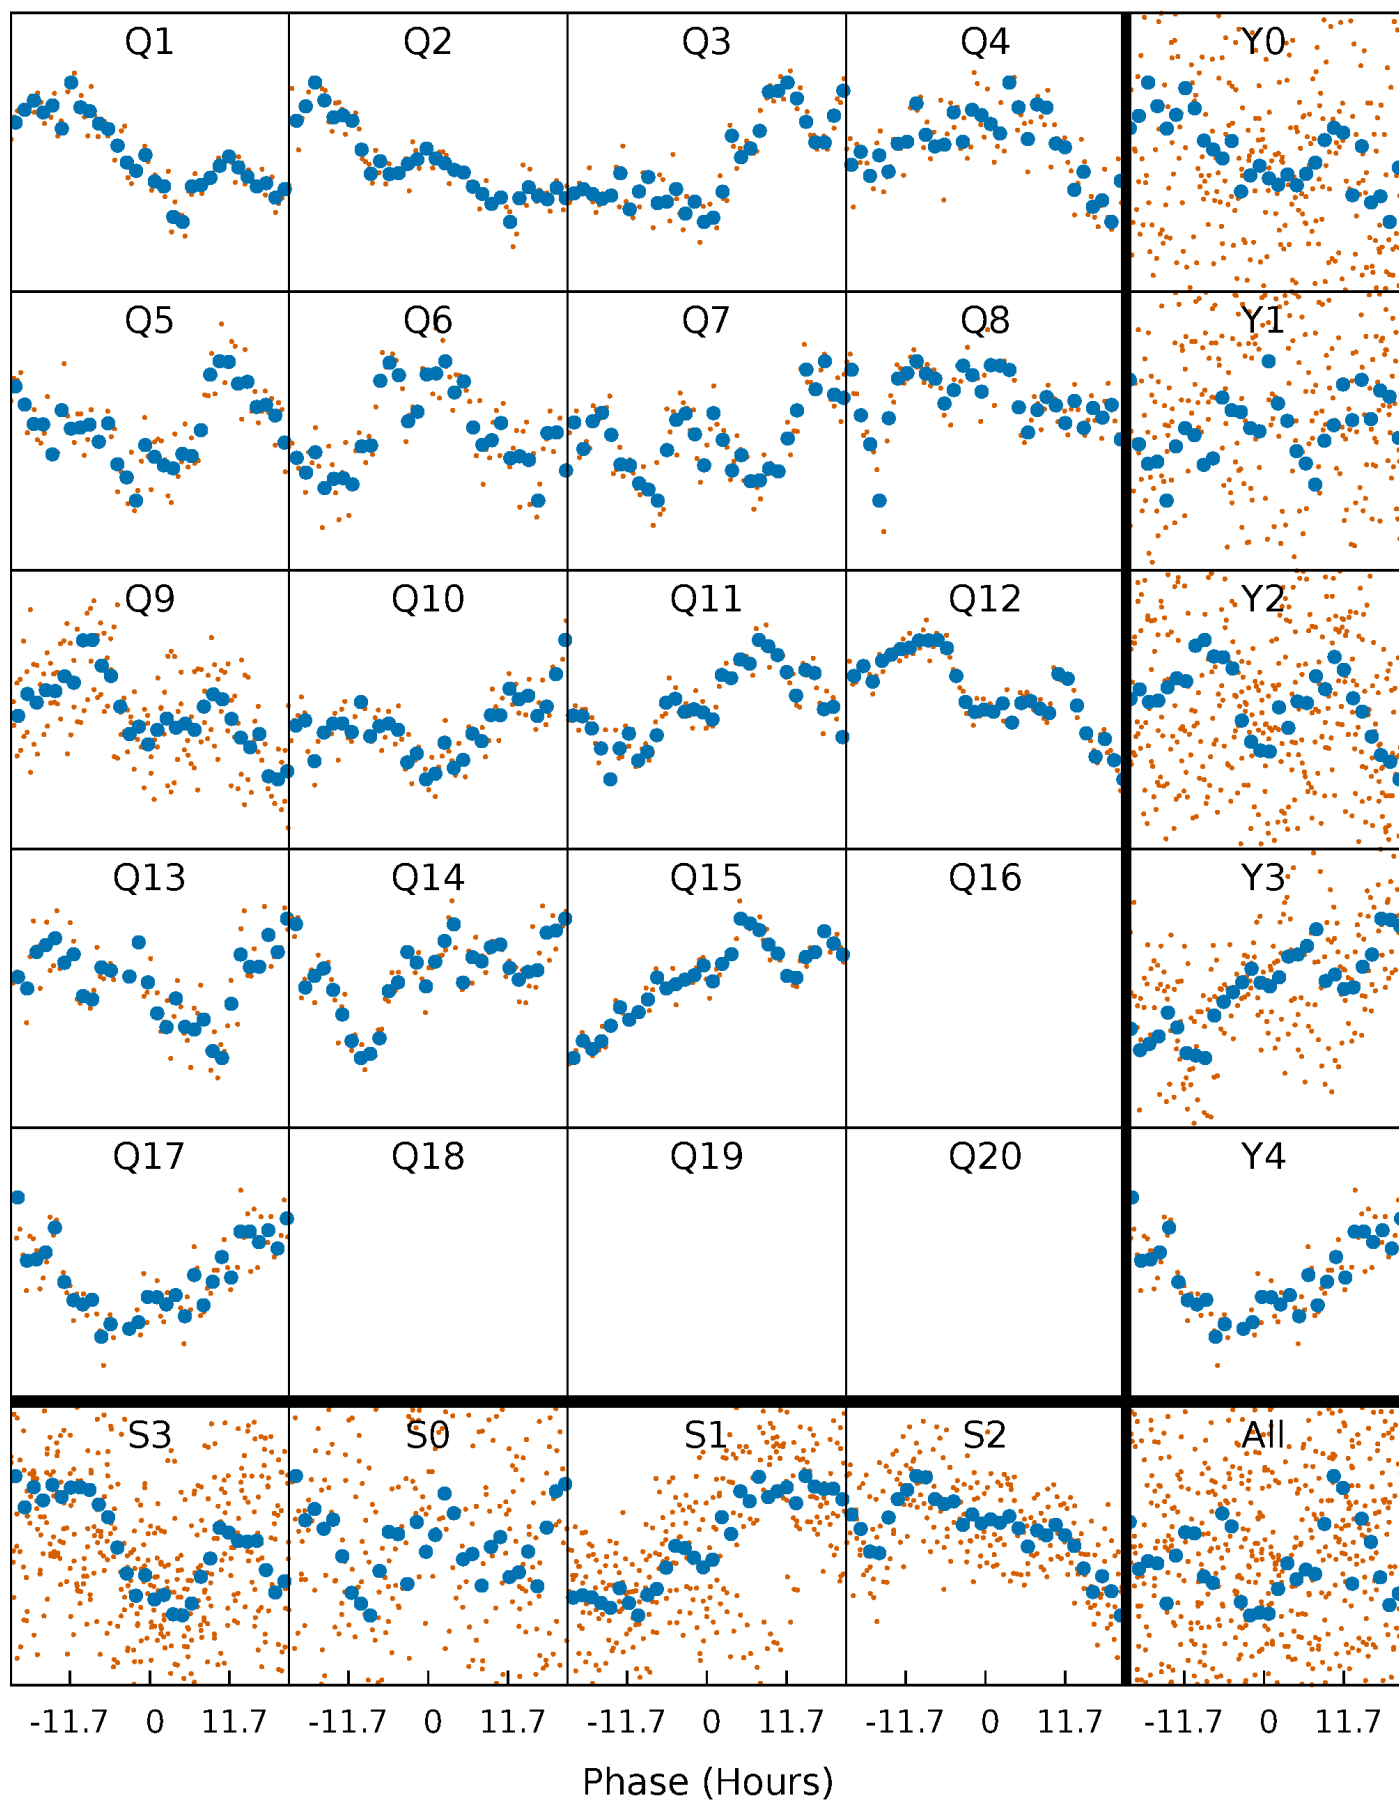 Q1 Q2 Q3 Q4 Y0
Q5 Q6 Q7 Q8 Y1
Q9 Q10 Q11 Q12 Y2
Q13 Q14 Q15 Q16 Y3
Q17 Q18 Q19 Q20 Y4
S3 S0 S1 S2 All
-11.7 0 11.7 -11.7 0 11.7 -11.7 0 11.7 -11.7 0 11.7 -11.7 0 11.7
Phase (Hours)